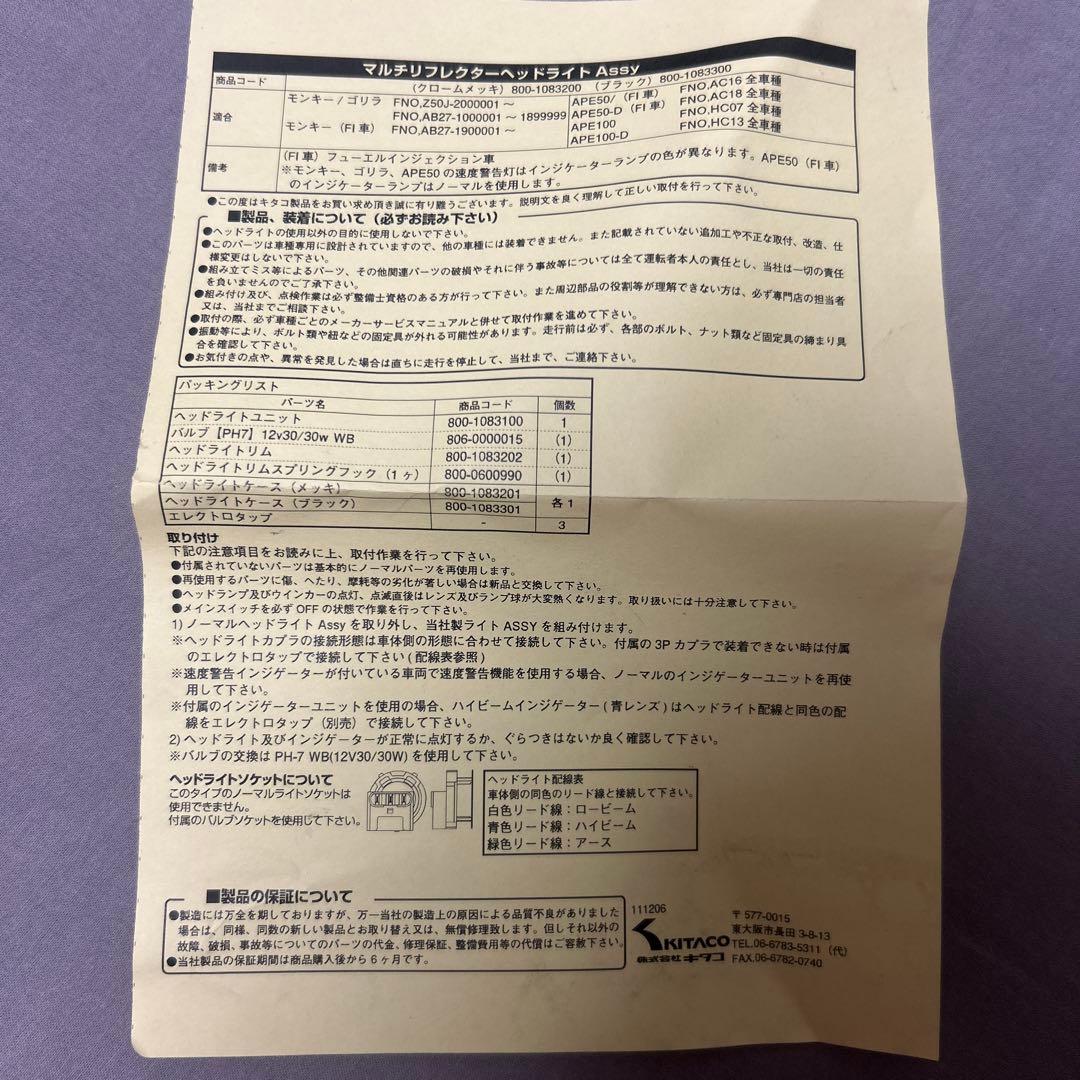 マルチリフレクターヘッドライト Assy
商品コード (クロームメッキ) 800-1083200 (ブラック) 800-1083300
適合
モンキー/ゴリラ FNO,Z50J-2000001 ～
FNO,AB27-1000001 ～ 1899999
モンキー (FI 車) FNO,AB27-1900001 ～
APE50/ (FI 車) FNO,AC16 全車種
APE50-D (FI 車) FNO,AC18 全車種
APE100 FNO,HC07 全車種
APE100-D FNO,HC13 全車種
備考
(FI 車) フューエルインジェクション車
※モンキー、ゴリラ、APE50 の速度警告灯はインジケーターランプの色が異なります。APE50 (FI 車)
のインジケーターランプはノーマルを使用します。
●この度はキタコ製品をお買い求め頂き誠に有り難うございます。説明文を良く理解して正しい取付を行って下さい。
■製品、装着について (必ずお読み下さい)
●ヘッドライトの使用以外の目的に使用しないで下さい。
●このパーツは車種専用に設計されていますので、他の車種には装着できません。また記載されていない追加工や不正な取付、改造、仕
様変更はしないで下さい。
●組み立てミス等によるパーツ、その他関連パーツの破損やそれに伴う事故等については全て運転者本人の責任とし、当社は一切の責任
を良いませんのでご了承下さい。
●組み付け及び、点検作業は必ず整備士資格のある方が行って下さい。また周辺部品の役割等が理解できない方は、必ず専門店の担当者
又は、当社までご相談下さい。
●取付の際、必ず車種ごとのメーカーサービスマニュアルと併せて取付作業を進めて下さい。
●振動等により、ボルト類や紐などの固定具が外れる可能性があります。走行前は必ず、各部のボルト、ナット類など固定具の締まり具
合を確認して下さい。
●お気付きの点や、異常を発見した場合は直ちに走行を停止して、当社まで、ご連絡下さい。
パッキングリスト
パーツ名 商品コード 個数
ヘッドライトユニット 800-1083100 1
バルブ【PH7】12v30/30w WB 806-0000015 (1)
ヘッドライトリム 800-1083202 (1)
ヘッドライトリムスプリングフック (1 ヶ) 800-0600990 (1)
ヘッドライトケース (メッキ) 800-1083201 各 1
ヘッドライトケース (ブラック) 800-1083301
エレクトロタップ - 3
取り付け
下記の注意項目をお読みに上、取付作業を行って下さい。
●付属されていないパーツは基本的にノーマルパーツを再使用します。
●再使用するパーツに傷、へたり、摩耗等の劣化が著しい場合は新品と交換して下さい。
●ヘッドランプ及びウインカーの点灯、点滅直後はレンズ及びランプ球が大変熱くなります。取り扱いには十分注意して下さい。
●メインスイッチを必ず OFF の状態で作業を行って下さい。
1) ノーマルヘッドライト Assy を取り外し、当社製ライト ASSY を組み付けます。
※ヘッドライトカプラの接続形態は車体側の形態に合わせて接続して下さい。付属の 3P カプラで装着できない時は付属
のエレクトロタップで接続して下さい (配線表参照)
※速度警告インジゲーターが付いている車両で速度警告機能を使用する場合、ノーマルのインジゲーターユニットを再使
用して下さい。
※付属のインジゲーターユニットを使用の場合、ハイビームインジゲーター (青レンズ) はヘッドライト配線と同色の配
線をエレクトロタップ (別売) で接続して下さい。
2) ヘッドライト及びインジゲーターが正常に点灯するか、ぐらつきはないか良く確認して下さい。
※バルブの交換は PH-7 WB(12V30/30W) を使用して下さい。
ヘッドライトソケットについて
このタイプのノーマルライトソケットは
使用できません。
付属のバルブソケットを使用して下さい。
ヘッドライト配線表
車体側の同色のリード線と接続して下さい。
白色リード線：ロービーム
青色リード線：ハイビーム
緑色リード線：アース
■製品の保証について
●製造には万全を期しておりますが、万一当社の製造上の原因による品質不良がありました
場合は、同様、同数の新しい製品とお取り替え又は、無償修理致します。但しそれ以外の
故障、破損、事故等についてのパーツの代金、修理保証、整備費用等の代償はご容赦下さい。
●当社製品の保証期間は商品購入後から 6 ヶ月です。
111206
KITACO
株式会社 キタコ
〒577-0015
東大阪市長田 3-8-13
TEL.06-6783-5311 (代)
FAX.06-6782-0740